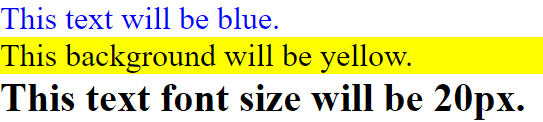 This text will be blue.
This background will be yellow.
This text font size will be 20px.